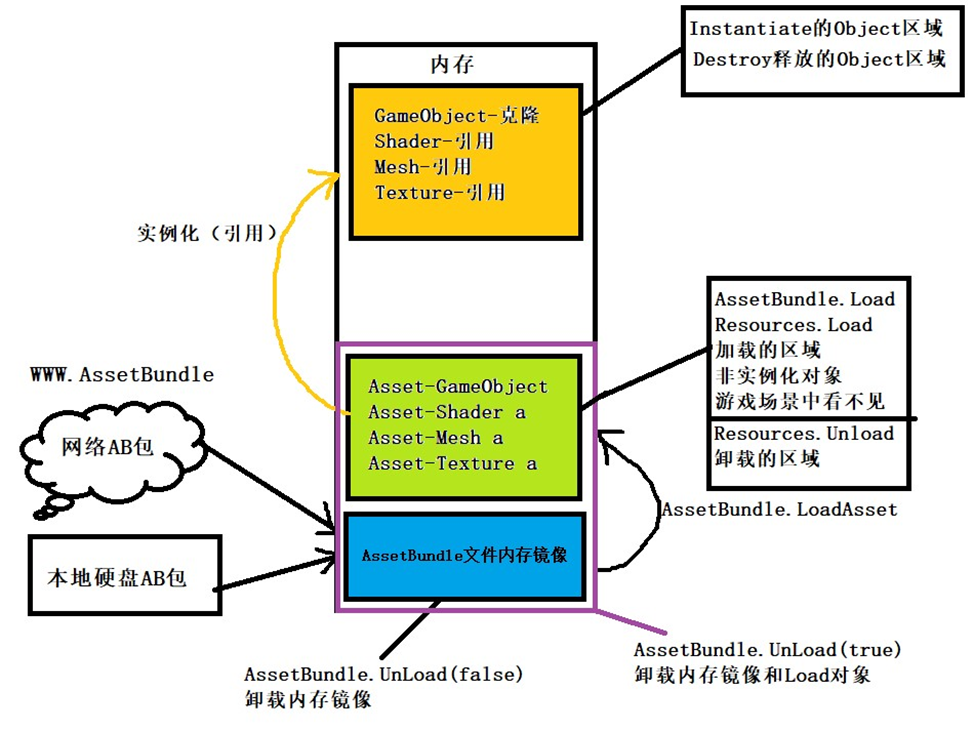 Instantiate的Object区域
Destroy释放的Object区域
内存
GameObject-克隆
Shader-引用
Mesh-引用
Texture-引用
实例化（引用）
AssetBundle.Load
Resources.Load
加载的区域
非实例化对象
游戏场景中看不见
Resources.Unload
卸载的区域
WWW.AssetBundle
网络AB包
Asset-GameObject
Asset-Shader a
Asset-Mesh a
Asset-Texture a
AssetBundle.LoadAsset
AssetBundle文件内存镜像
本地硬盘AB包
AssetBundle.UnLoad(false)
卸载内存镜像
AssetBundle.UnLoad(true)
卸载内存镜像和Load对象